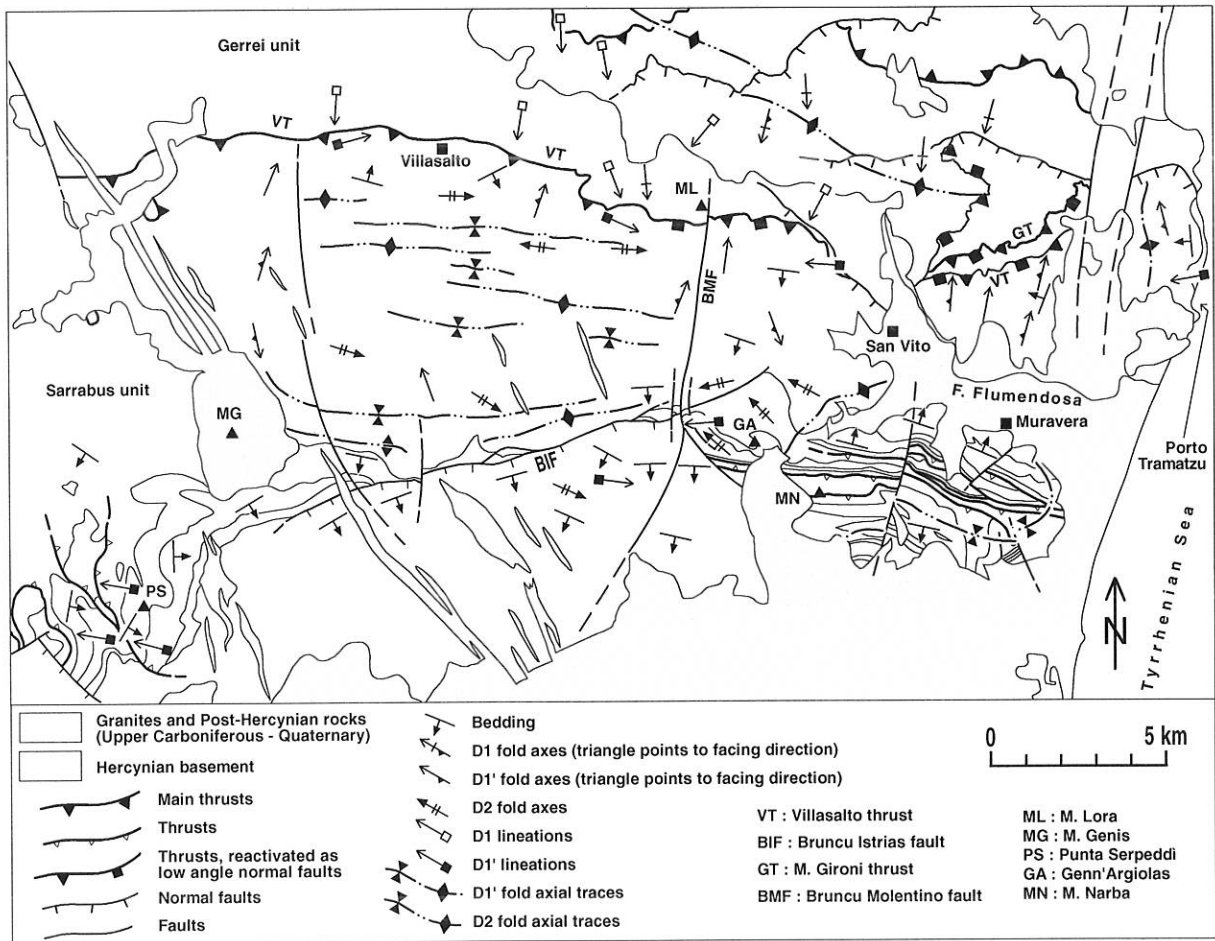 Gerrei unit
VT
Villasalto
VT
ML
GT
VT
BMF
San Vito
Sarrabus unit
MG
F. Flumendosa
GA
Muravera
BIF
Porto
Tramatzu
MN
PS
N
Tyrrhenian Sea
Granites and Post-Hercynian rocks
(Upper Carboniferous - Quaternary)
Hercynian basement
Main thrusts
Thrusts
Thrusts, reactivated as
low angle normal faults
Normal faults
Faults
Bedding
D1 fold axes (triangle points to facing direction)
D1' fold axes (triangle points to facing direction)
D2 fold axes
D1 lineations
D1' lineations
D1' fold axial traces
D2 fold axial traces
0 5 km
VT : Villasalto thrust
BIF : Bruncu Istrias fault
GT : M. Gironi thrust
BMF : Bruncu Molentino fault
ML : M. Lora
MG : M. Genis
PS : Punta Serpeddì
GA : Genn'Argiolas
MN : M. Narba